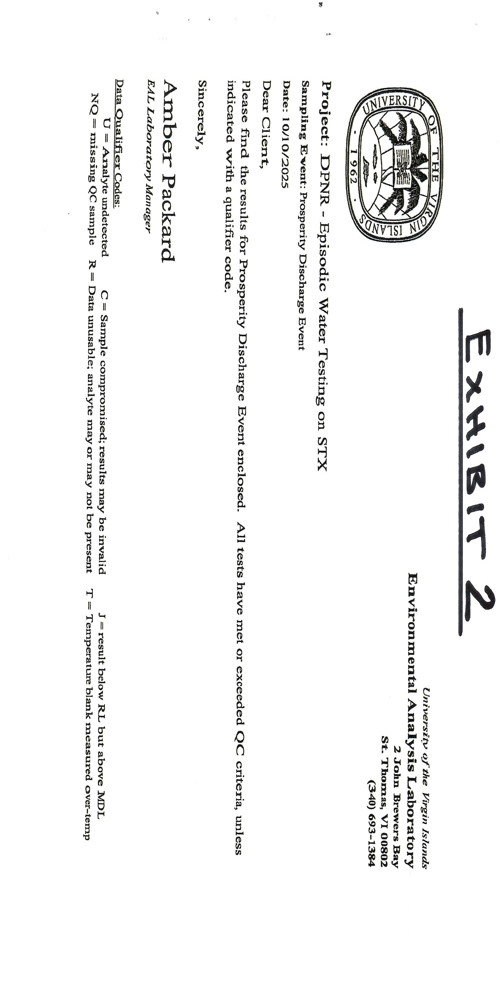 EXHIBIT 2
University of the Virgin Islands
Environmental Analysis Laboratory
2 John Brewers Bay
St. Thomas, VI 00802
(340) 693-1384
UNIVERSITY OF THE VIRGIN ISLANDS
· 1962 ·
Project: DPNR - Episodic Water Testing on STX
Sampling Event: Prosperity Discharge Event
Date: 10/10/2025
Dear Client,
Please find the results for Prosperity Discharge Event enclosed. All tests have met or exceeded QC criteria, unless
indicated with a qualifier code.
Sincerely,
Amber Packard
EAL Laboratory Manager
Data Qualifier Codes:
U = Analyte undetected C = Sample compromised; results may be invalid J = result below RL but above MDL
NQ = missing QC sample R = Data unusable; analyte may or may not be present T = Temperature blank measured over-temp